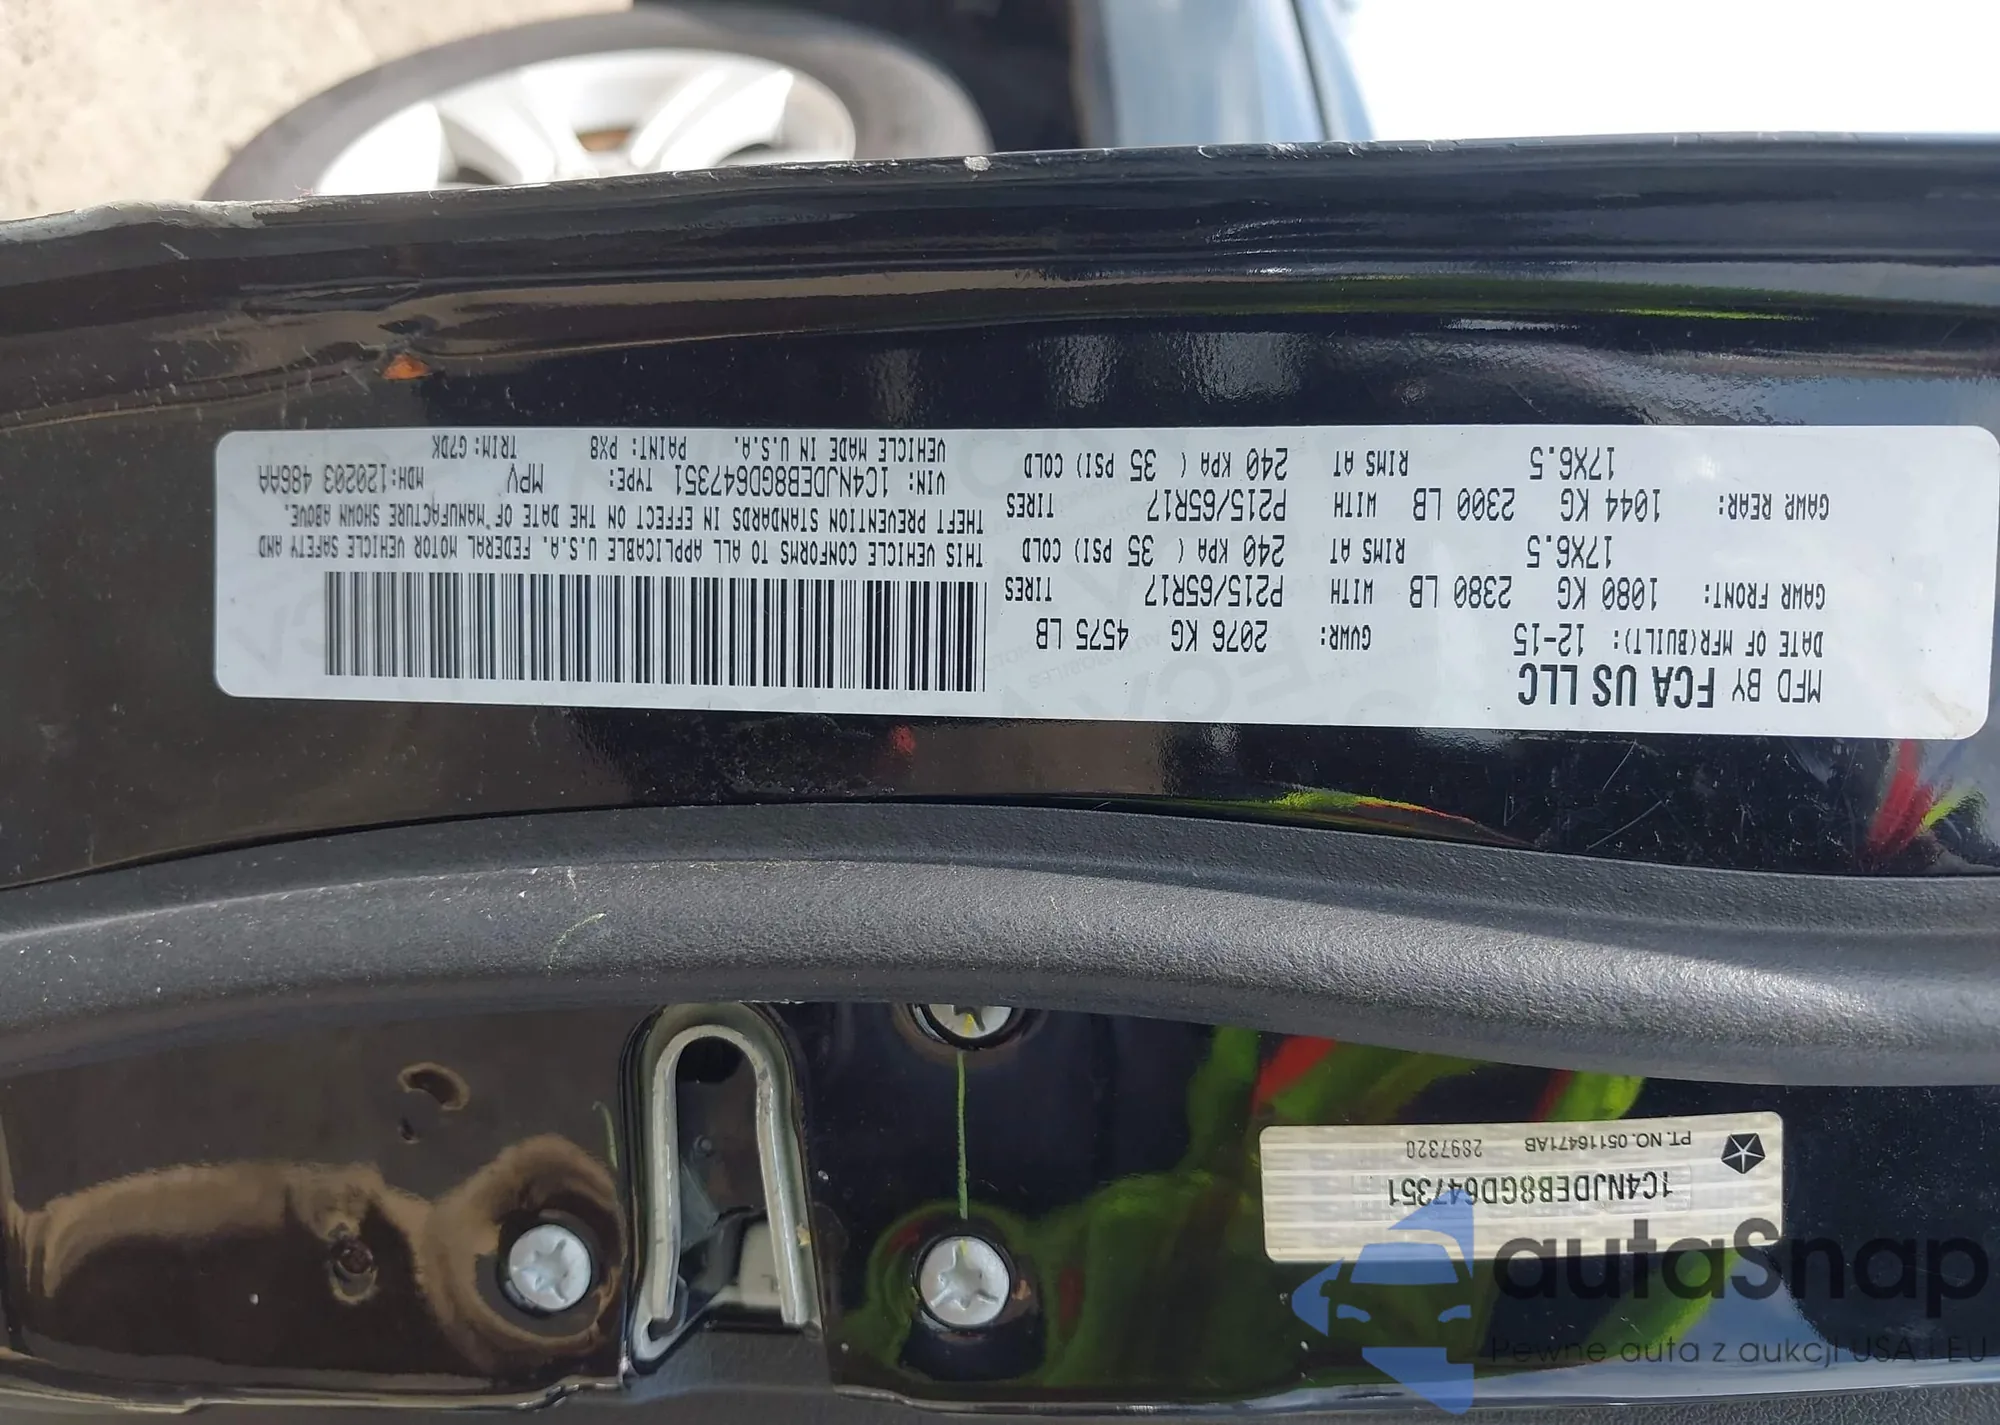 MFD BY FCA US LLC
DATE OF MFR(BUILT): 12-15 GVWR: 2076 KG 4575 LB
GAWR FRONT: 1080 KG 2380 LB WITH P215/65R17 TIRES
17X6.5 RIMS AT 240 KPA ( 35 PSI) COLD
GAWR REAR: 1044 KG 2300 LB WITH P215/65R17 TIRES
17X6.5 RIMS AT 240 KPA ( 35 PSI) COLD
THIS VEHICLE CONFORMS TO ALL APPLICABLE U.S.A. FEDERAL MOTOR VEHICLE SAFETY AND
THEFT PREVENTION STANDARDS IN EFFECT ON THE DATE OF MANUFACTURE SHOWN ABOVE.
VIN: 1C4NJDEB8GD647351 TYPE: MPV MDH:120203 486AA
VEHICLE MADE IN U.S.A. PAINT: PX8 TRIM: G7DK
1C4NJDEB8GD647351
PT. NO. 05116471AB 2897320
autaSnap
Pewne auta z aukcji USA i EU